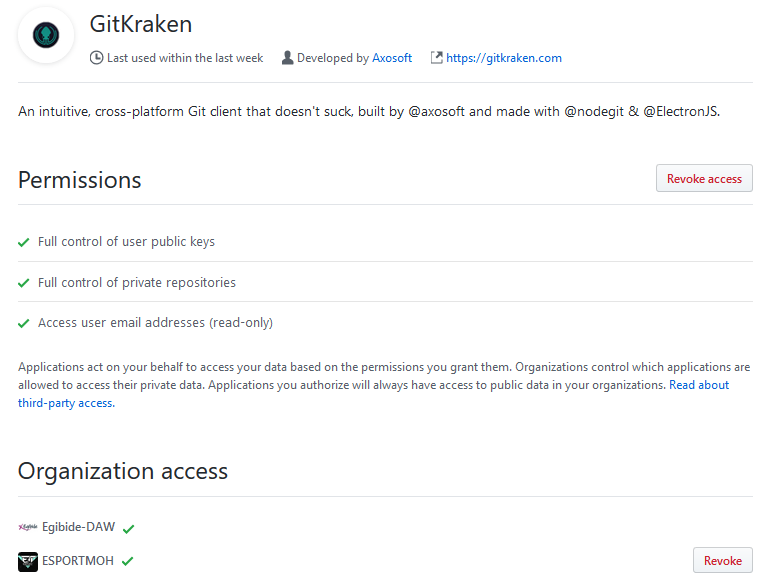 GitKraken
Last used within the last week Developed by Axosoft https://gitkraken.com
An intuitive, cross-platform Git client that doesn't suck, built by @axosoft and made with @nodegit & @ElectronJS.
Permissions Revoke access
Full control of user public keys
Full control of private repositories
Access user email addresses (read-only)
Applications act on your behalf to access your data based on the permissions you grant them. Organizations control which applications are
allowed to access their private data. Applications you authorize will always have access to public data in your organizations. Read about
third-party access.
Organization access
Egibide-DAW
ESPORTMOH Revoke